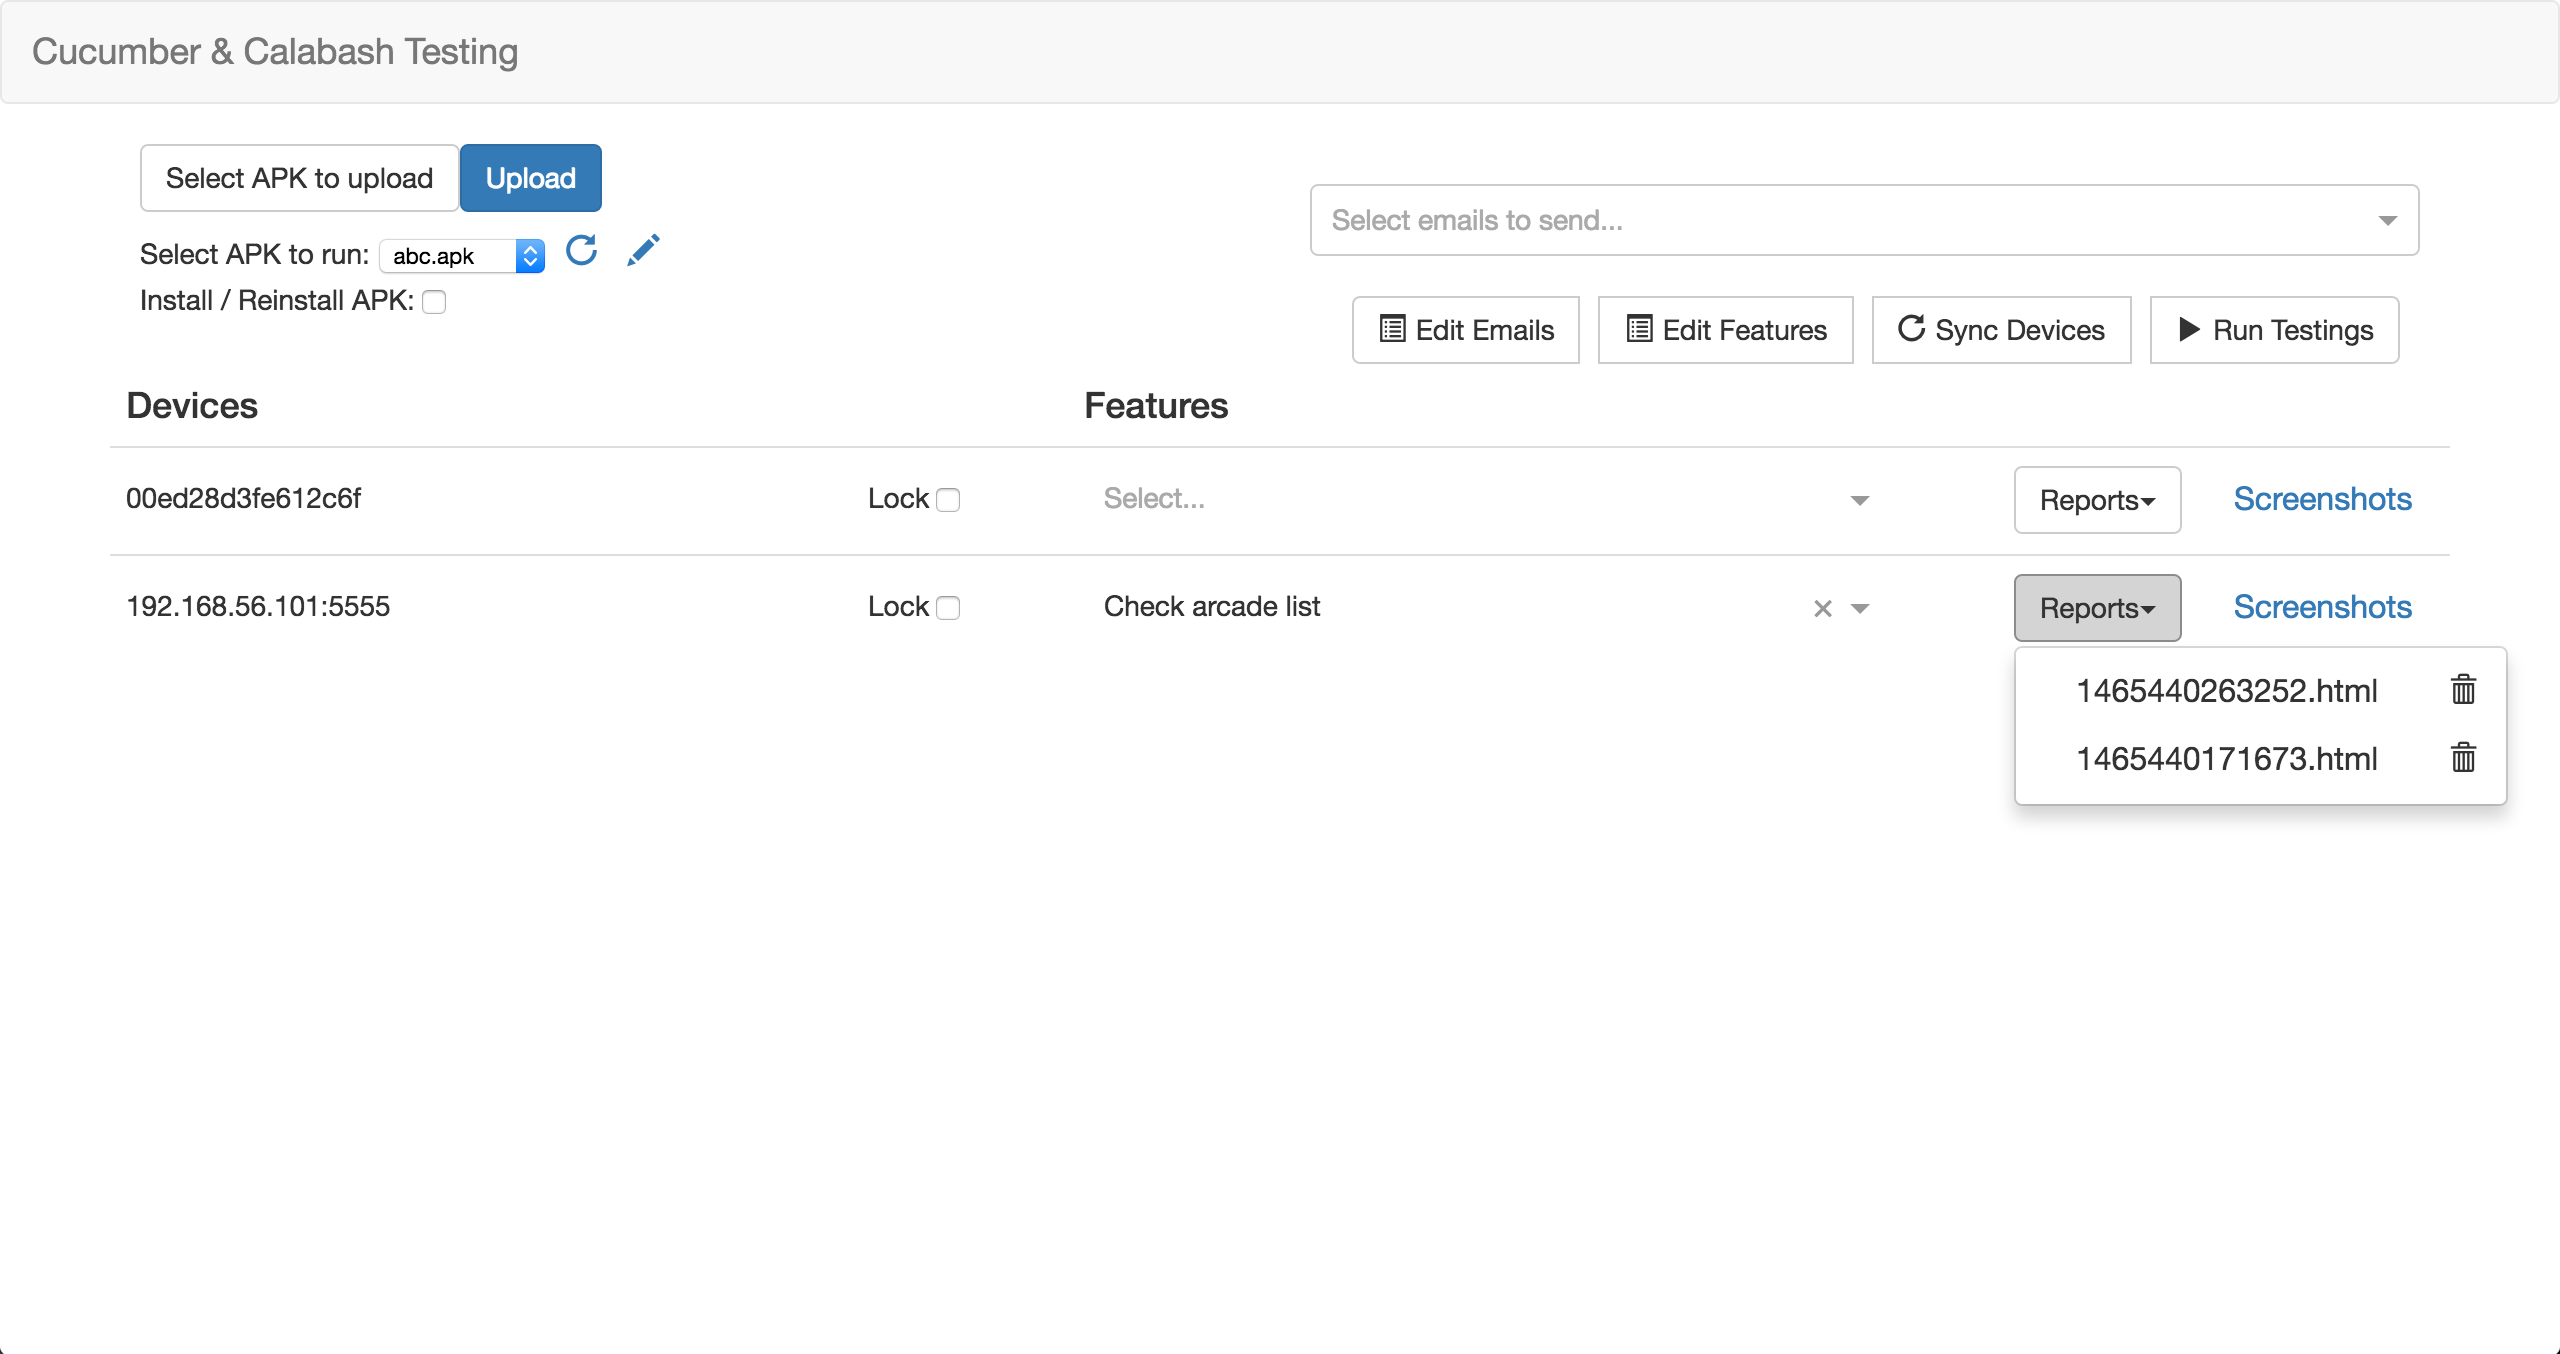 Cucumber & Calabash Testing
Select APK to upload Upload
Select emails to send...
Select APK to run: abc.apk
Install / Reinstall APK:
Edit Emails Edit Features Sync Devices Run Testings
Devices Features
00ed28d3fe612c6f Lock Select... Reports Screenshots
192.168.56.101:5555 Lock Check arcade list Reports Screenshots
1465440263252.html
1465440171673.html